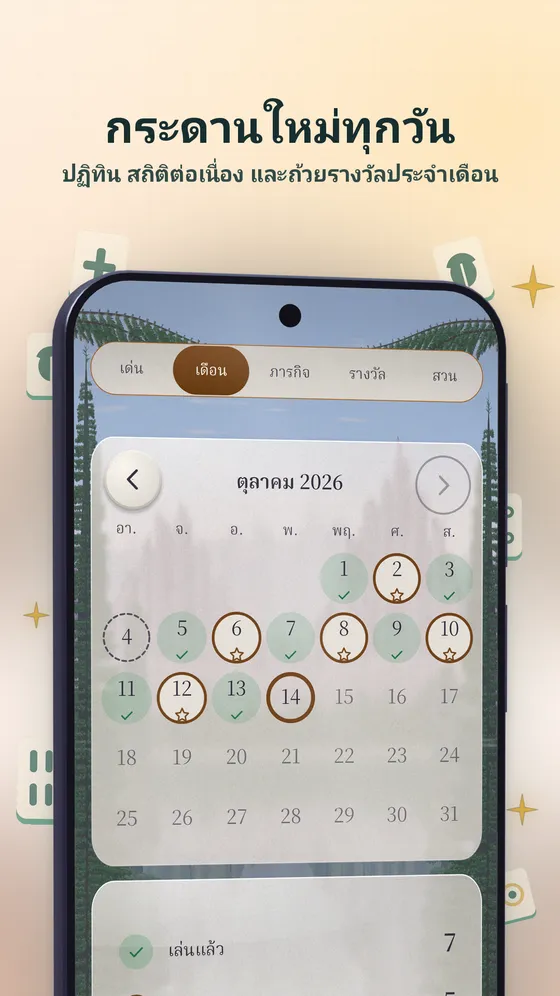 กระดานใหม่ทุกวัน
ปฏิทิน สถิติต่อเนื่อง และถ้วยรางวัลประจำเดือน
เด่น เดือน ภารกิจ รางวัล สวน
ตุลาคม 2026
อา. จ. อ. พ. พฤ. ศ. ส.
1 2 3
4 5 6 7 8 9 10
11 12 13 14 15 16 17
18 19 20 21 22 23 24
25 26 27 28 29 30 31
เล่นแล้ว 7